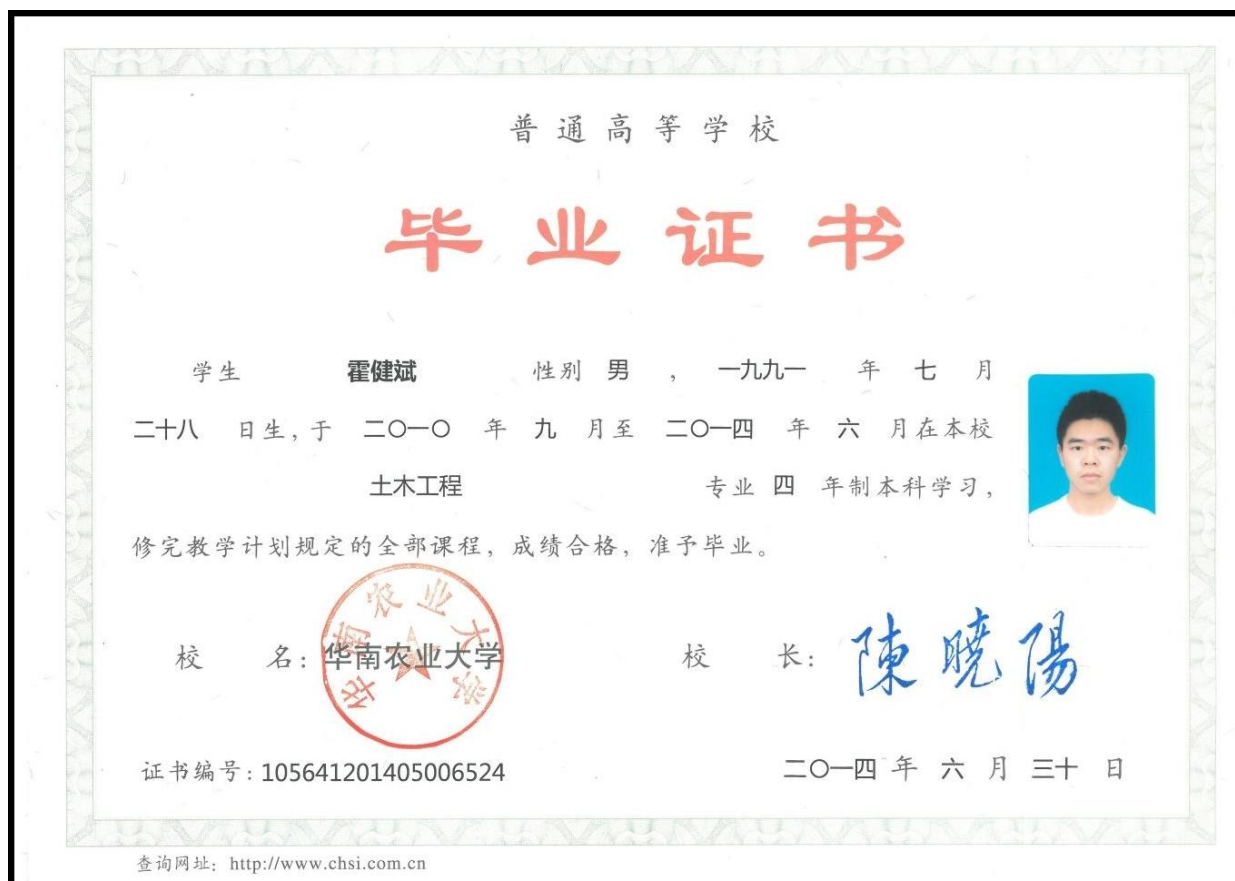 普通高等学校
毕业证书
学生 霍健斌 性别 男 , 一九九一 年 七 月
二十八 日生, 于 二〇一〇 年 九 月至 二〇一四 年 六 月在本校
土木工程 专业 四 年制本科学习,
修完教学计划规定的全部课程, 成绩合格, 准予毕业。
华南农业大学
校 名: 华南农业大学 校 长: 陳曉陽
证书编号: 105641201405006524 二〇一四 年 六 月 三十 日
查询网址: http://www.chsi.com.cn